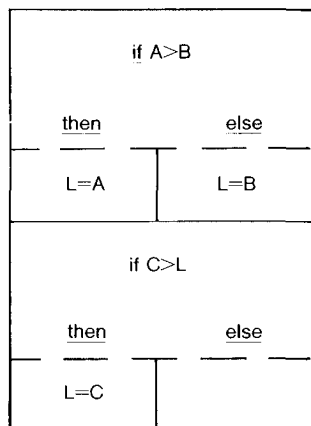 if A>B
then else
L=A L=B
if C>L
then else
L=C